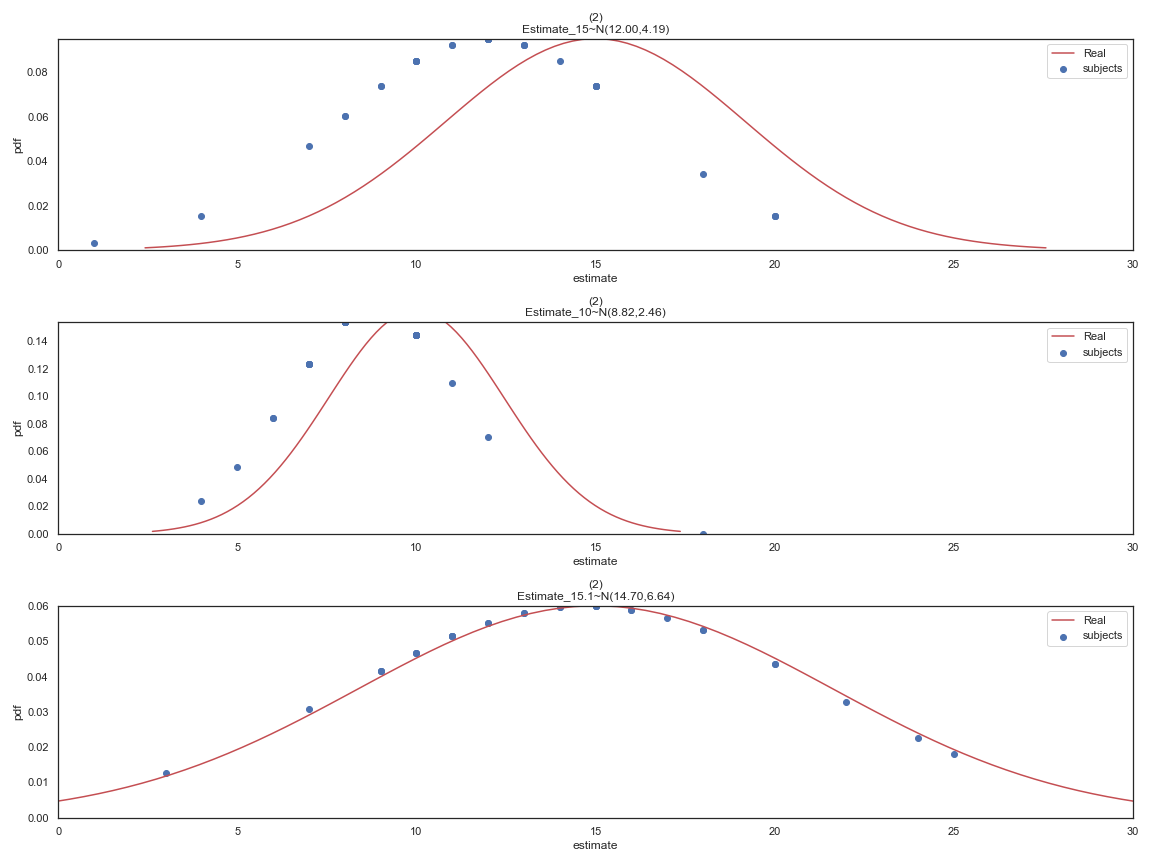 (2)
Estimate_15~N(12.00,4.19)
Real
subjects
0.08
0.06
0.04
0.02
0.00
pdf
0 5 10 15 20 25 30
estimate
(2)
Estimate_10~N(8.82,2.46)
Real
subjects
0.14
0.12
0.10
0.08
0.06
0.04
0.02
0.00
pdf
0 5 10 15 20 25 30
estimate
(2)
Estimate_15.1~N(14.70,6.64)
Real
subjects
0.06
0.05
0.04
0.03
0.02
0.01
0.00
pdf
0 5 10 15 20 25 30
estimate